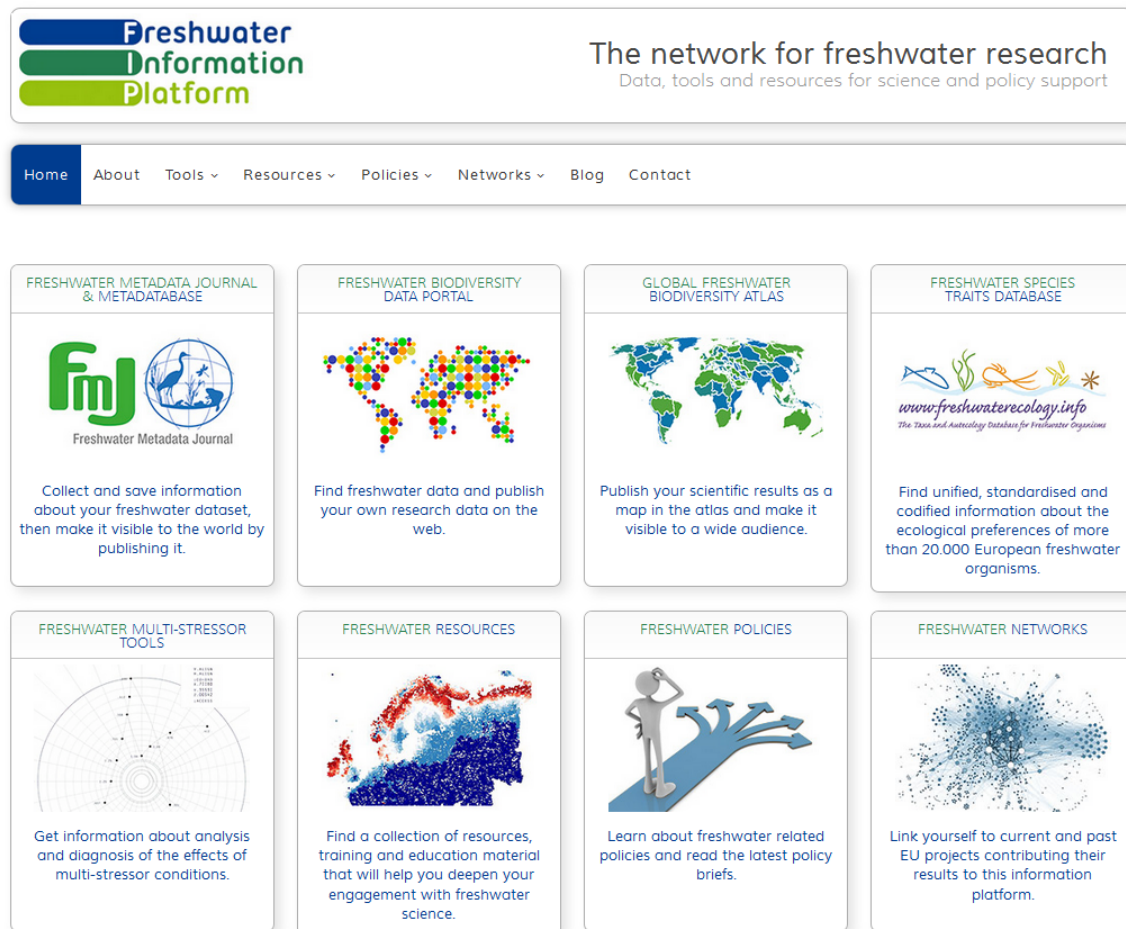 Freshwater
Information
Platform
The network for freshwater research
Data, tools and resources for science and policy support
Home About Tools Resources Policies Networks Blog Contact
FRESHWATER METADATA JOURNAL
& METADATABASE
FmJ
Freshwater Metadata Journal
Collect and save information
about your freshwater dataset,
then make it visible to the world by
publishing it.
FRESHWATER BIODIVERSITY
DATA PORTAL
Find freshwater data and publish
your own research data on the
web.
GLOBAL FRESHWATER
BIODIVERSITY ATLAS
Publish your scientific results as a
map in the atlas and make it
visible to a wide audience.
FRESHWATER SPECIES
TRAITS DATABASE
www.freshwaterecology.info
The Taxa and Autecology Database for Freshwater Organisms
Find unified, standardised and
codified information about the
ecological preferences of more
than 20.000 European freshwater
organisms.
FRESHWATER MULTI-STRESSOR
TOOLS
Get information about analysis
and diagnosis of the effects of
multi-stressor conditions.
FRESHWATER RESOURCES
Find a collection of resources,
training and education material
that will help you deepen your
engagement with freshwater
science.
FRESHWATER POLICIES
Learn about freshwater related
policies and read the latest policy
briefs.
FRESHWATER NETWORKS
Link yourself to current and past
EU projects contributing their
results to this information
platform.